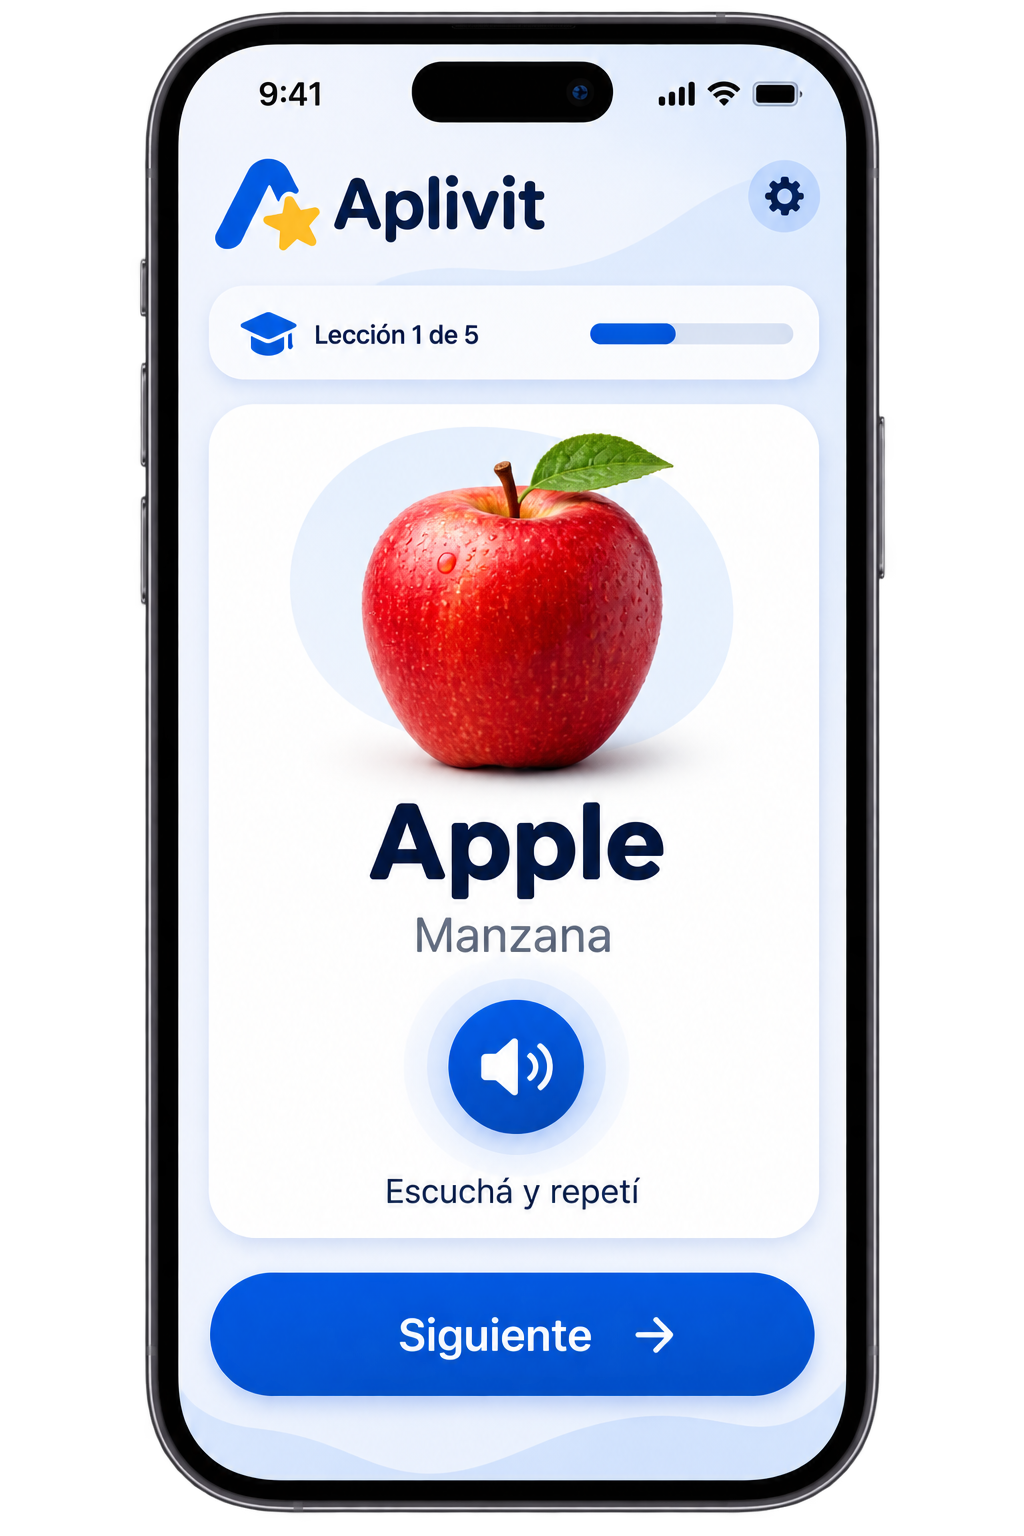 9:41
Aplivit
Lección 1 de 5
Apple
Manzana
Escuchá y repetí
Siguiente